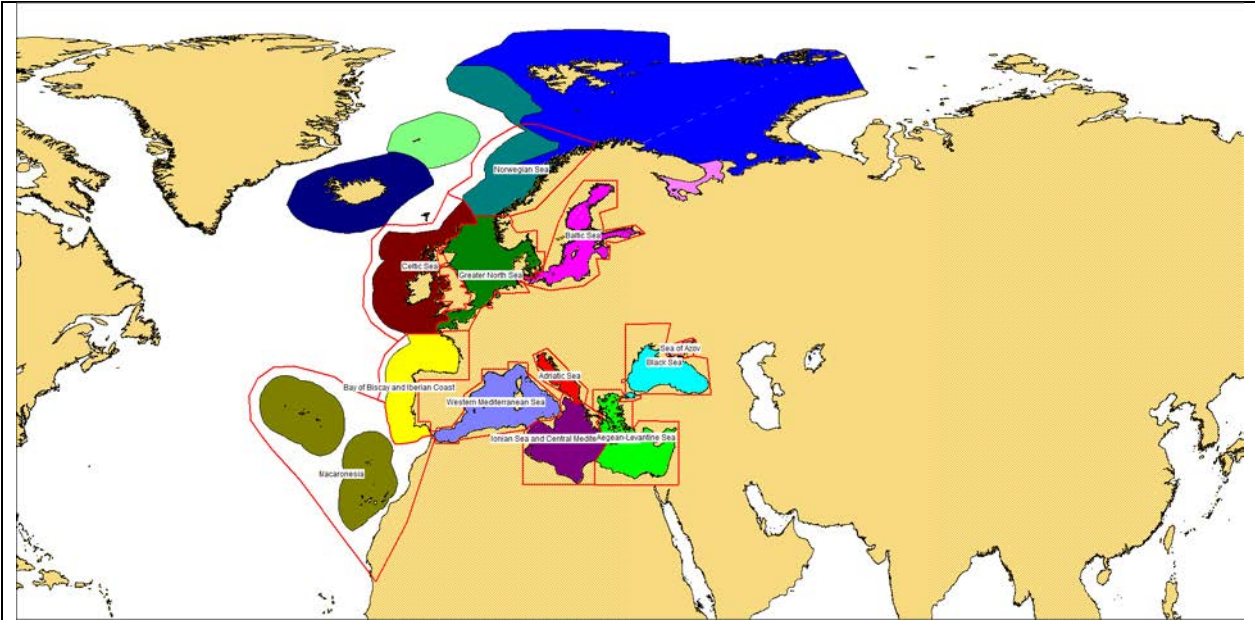 Norwegian Sea
Baltic Sea
Celtic Sea
Greater North Sea
Sea of Azov
Black Sea
Adriatic Sea
Bay of Biscay and Iberian Coast
Western Mediterranean Sea
Ionian Sea and Central Medite
Aegean-Levantine Sea
Macaronesia